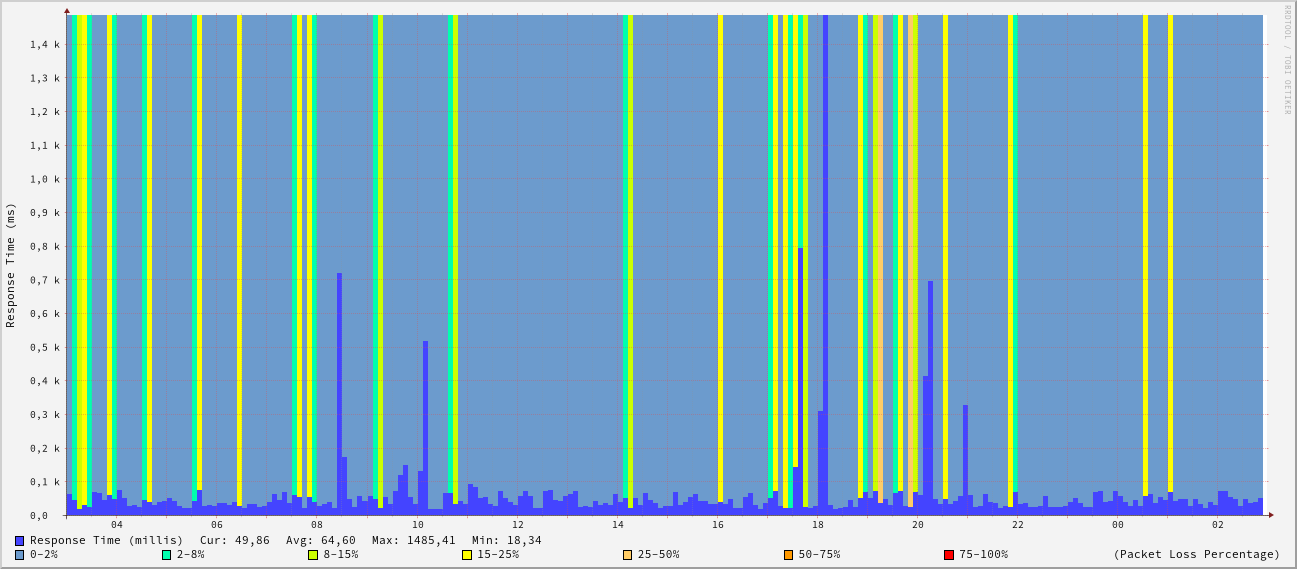 RRDTOOL / TOBI OETIKER
Response Time (ms)
1,4 k
1,3 k
1,2 k
1,1 k
1,0 k
0,9 k
0,8 k
0,7 k
0,6 k
0,5 k
0,4 k
0,3 k
0,2 k
0,1 k
0,0
04 06 08 10 12 14 16 18 20 22 00 02
Response Time (millis) Cur: 49,86 Avg: 64,60 Max: 1485,41 Min: 18,34
0-2% 2-8% 8-15% 15-25% 25-50% 50-75% 75-100% (Packet Loss Percentage)